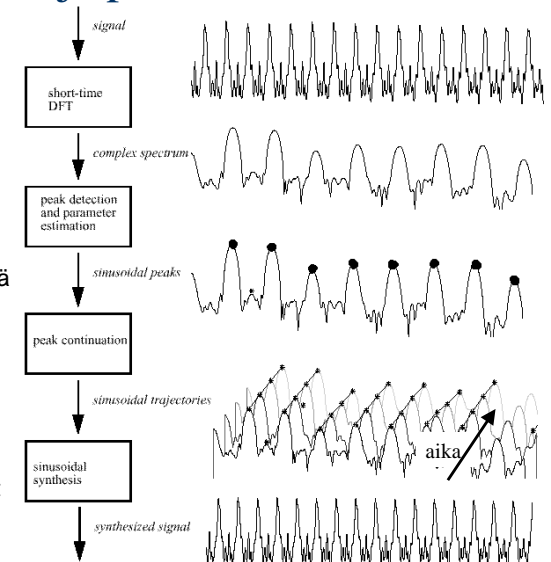 signal
short-time
DFT
complex spectrum
peak detection
and parameter
estimation
ä
sinusoidal peaks
peak continuation
sinusoidal trajectories
aika
sinusoidal
synthesis
synthesized signal